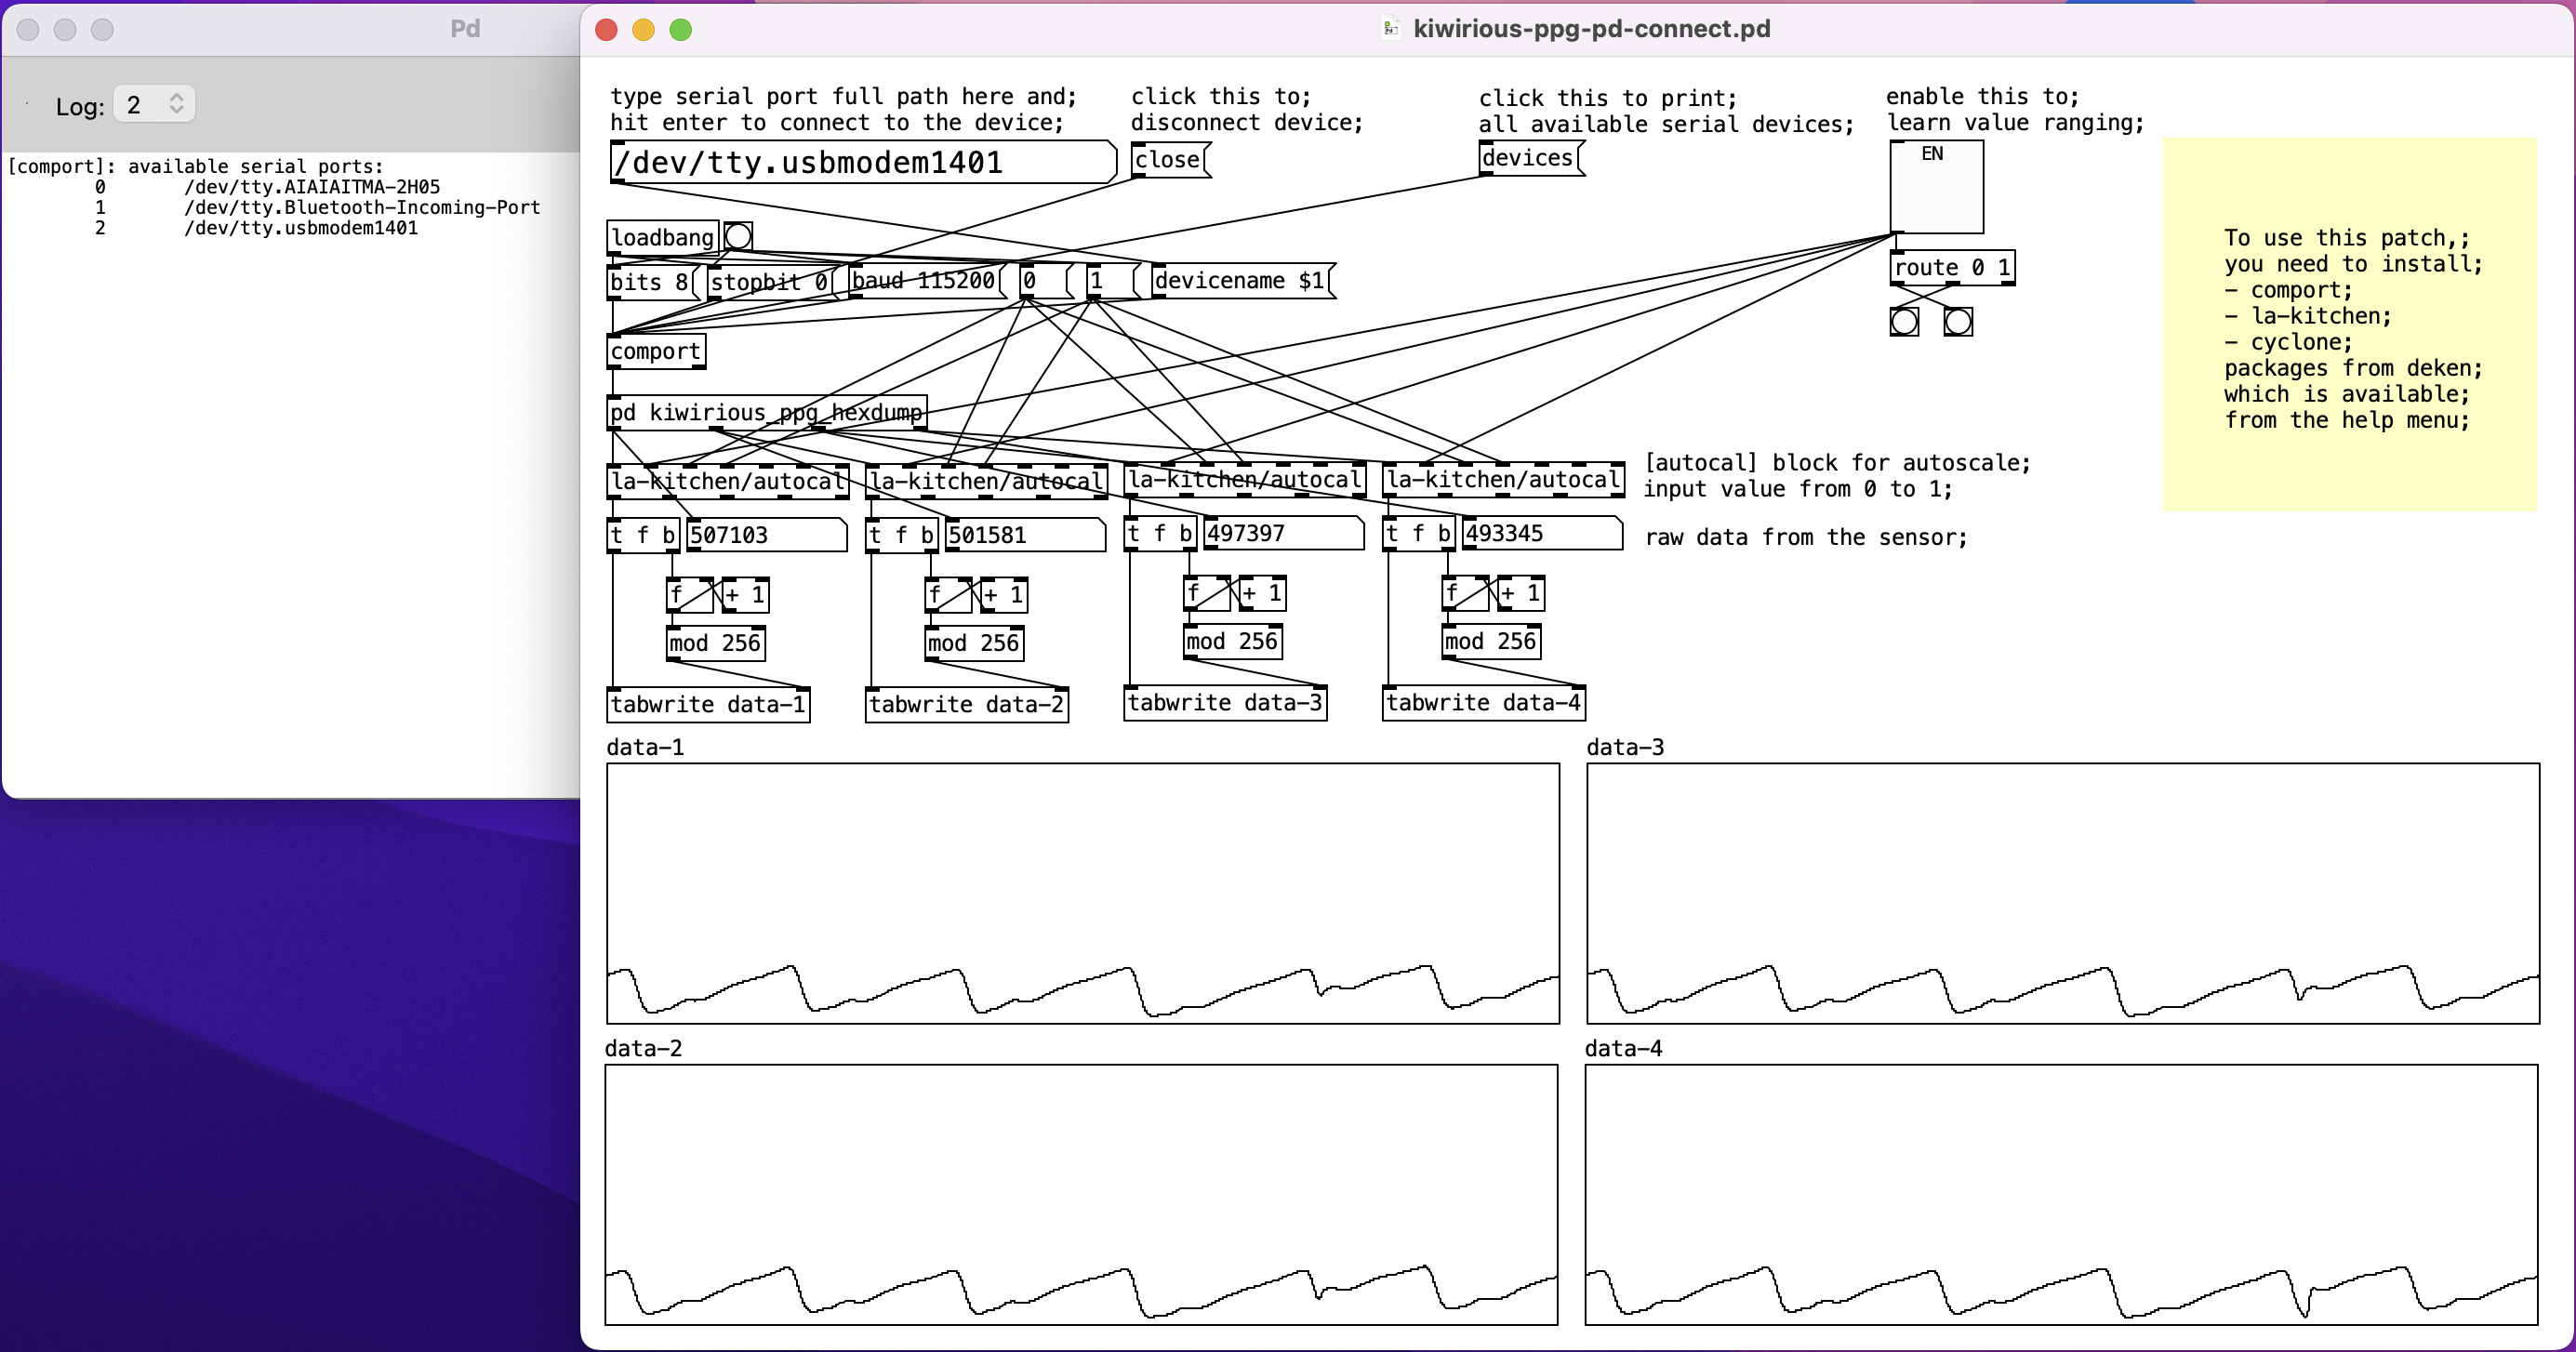 Pd
Log: 2
[comport]: available serial ports:
0 /dev/tty.AIAIAITMA-2H05
1 /dev/tty.Bluetooth-Incoming-Port
2 /dev/tty.usbmodem1401
kiwirious-ppg-pd-connect.pd
type serial port full path here and;
hit enter to connect to the device;
/dev/tty.usbmodem1401
click this to;
disconnect device;
close
click this to print;
all available serial devices;
devices
enable this to;
learn value ranging;
EN
route 0 1
To use this patch,;
you need to install;
- comport;
- la-kitchen;
- cyclone;
packages from deken;
which is available;
from the help menu;
loadbang
bits 8 stopbit 0 baud 115200 0 1 devicename $1
comport
pd kiwirious_ppg_hexdump
la-kitchen/autocal la-kitchen/autocal la-kitchen/autocal la-kitchen/autocal
[autocal] block for autoscale;
input value from 0 to 1;
t f b 507103 t f b 501581 t f b 497397 t f b 493345
raw data from the sensor;
f + 1 f + 1 f + 1 f + 1
mod 256 mod 256 mod 256 mod 256
tabwrite data-1 tabwrite data-2 tabwrite data-3 tabwrite data-4
data-1
data-3
data-2
data-4